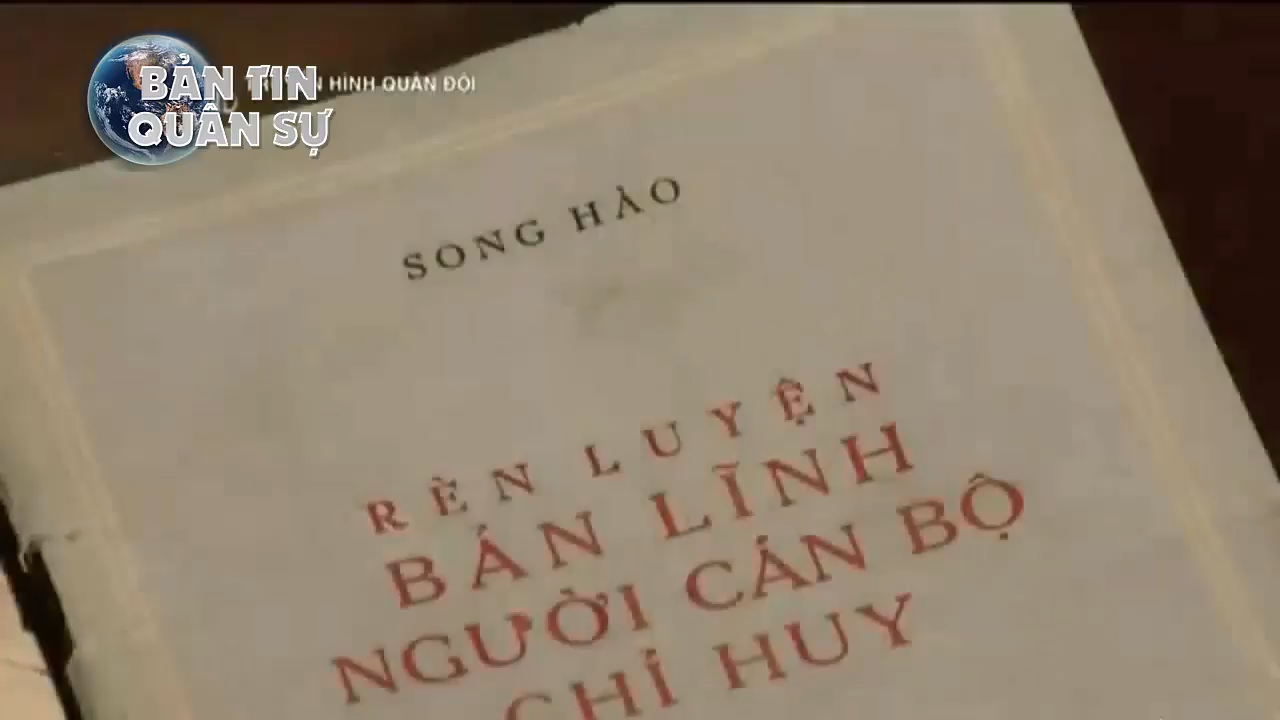 BẢN TIN
QUÂN SỰ
HÌNH QUÂN ĐỘI
SONG HÀO
RÈN LUYỆN
BẢN LĨNH
NGƯỜI CÁN BỘ
CHỈ HUY